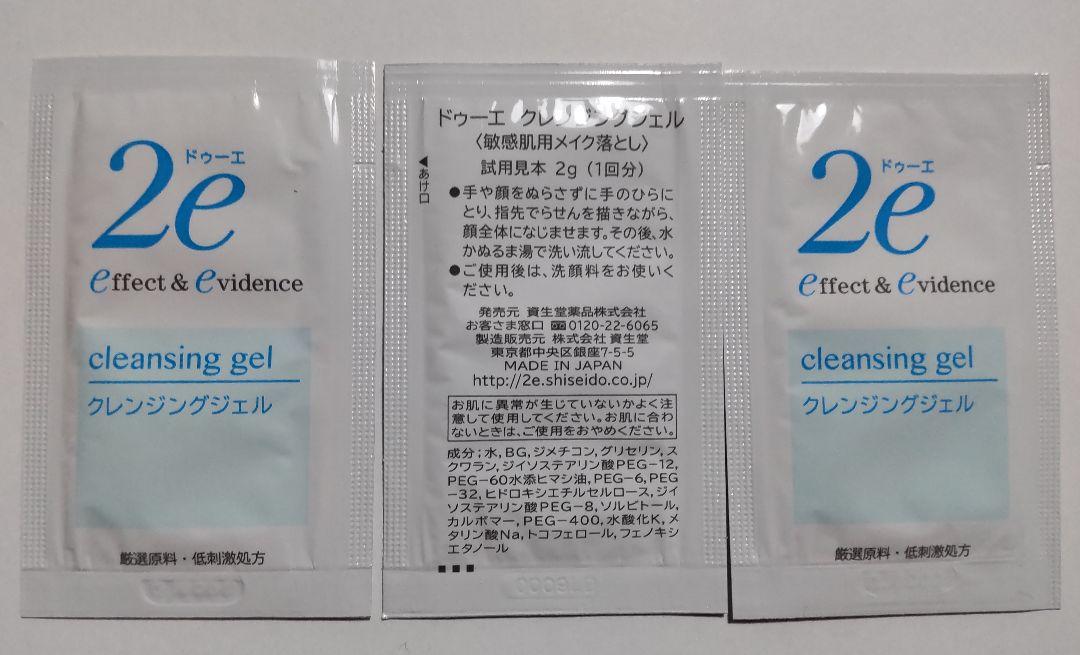 ドゥーエ
2e
effect & evidence
cleansing gel
クレンジングジェル
厳選原料・低刺激処方
ドゥーエ クレンジングジェル
〈敏感肌用メイク落とし〉
試用見本 2g（1回分）
◀あけ口
●手や顔をぬらさずに手のひらに
とり、指先でらせんを描きながら、
顔全体になじませます。その後、水
かぬるま湯で洗い流してください。
●ご使用後は、洗顔料をお使いく
ださい。
発売元 資生堂薬品株式会社
お客さま窓口 0120-22-6065
製造販売元 株式会社 資生堂
東京都中央区銀座7-5-5
MADE IN JAPAN
http://2e.shiseido.co.jp/
お肌に異常が生じていないかよく注
意して使用してください。お肌に合わ
ないときは、ご使用をおやめください。
成分；水，BG，ジメチコン，グリセリン，ス
クワラン，ジイソステアリン酸PEG-12，
PEG-60水添ヒマシ油，PEG-6，PEG
-32，ヒドロキシエチルセルロース，ジイ
ソステアリン酸PEG-8，ソルビトール，
カルボマー，PEG-400，水酸化K，メ
タリン酸Na，トコフェロール，フェノキシ
エタノール
ドゥーエ
2e
effect & evidence
cleansing gel
クレンジングジェル
厳選原料・低刺激処方